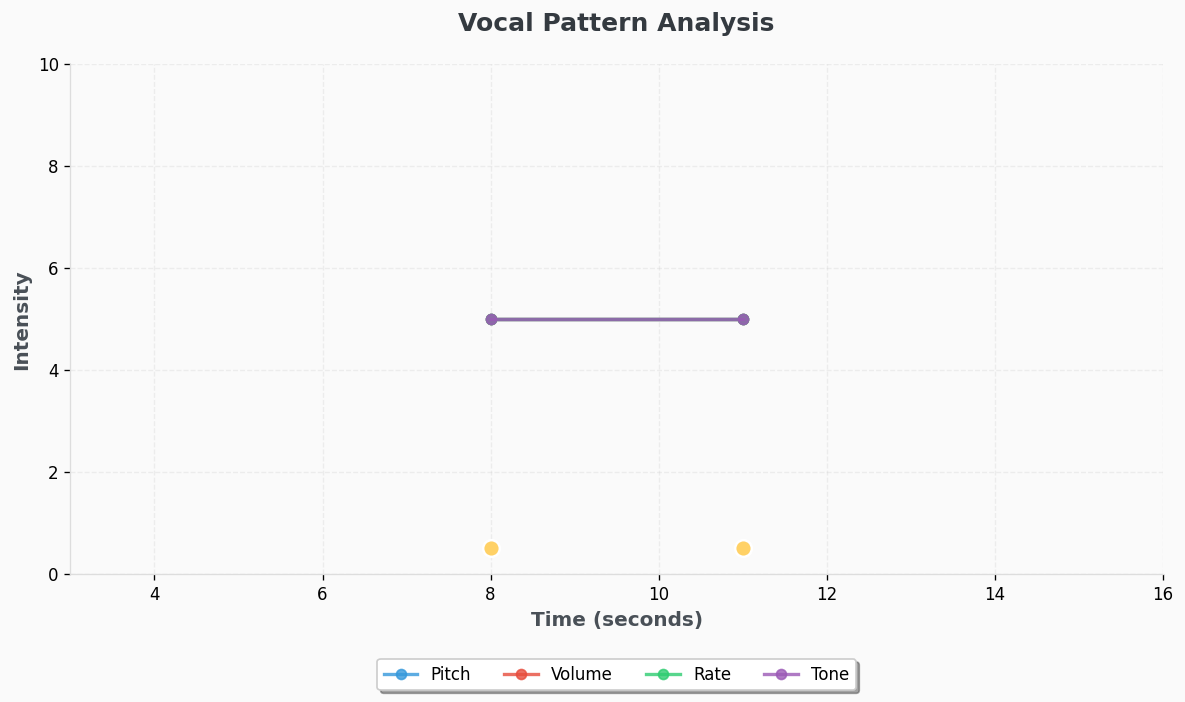 Vocal Pattern Analysis
10
8
6
4
2
0
Intensity
4 6 8 10 12 14 16
Time (seconds)
Pitch Volume Rate Tone